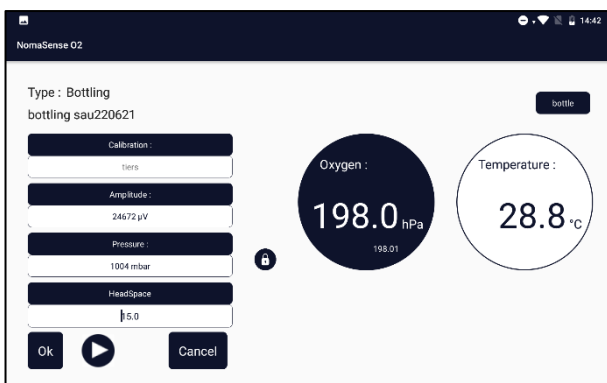 14:42
NomaSense O2
Type : Bottling
bottling sau220621
bottle
Calibration :
tiers
Amplitude :
24672 µV
Pressure :
1004 mbar
HeadSpace
15.0
Ok
Cancel
Oxygen :
198.0 hPa
198.01
Temperature :
28.8 °C